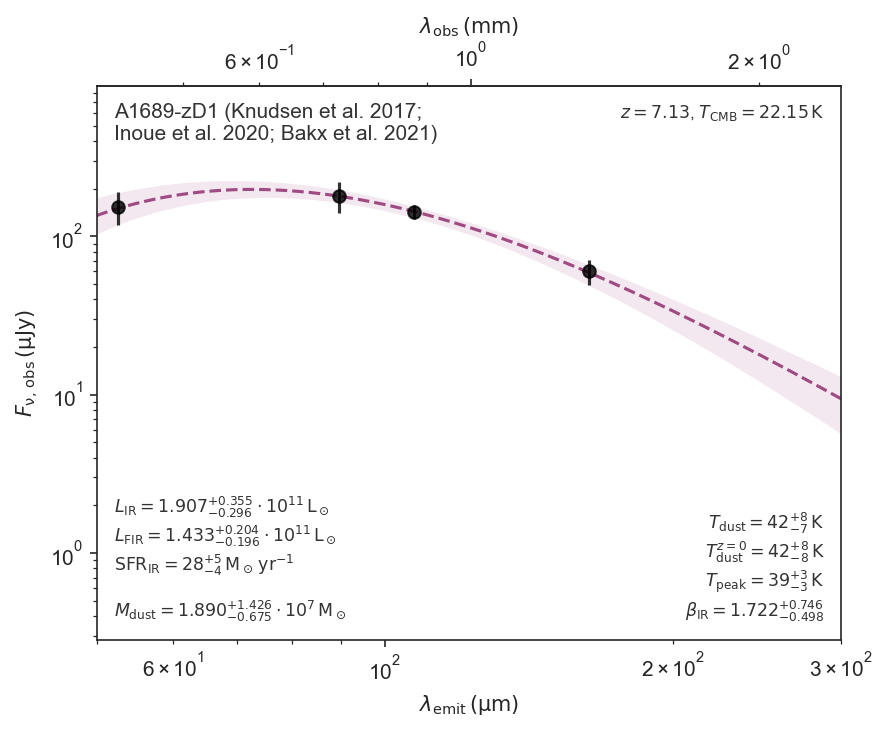 λobs (mm)
6 × 10⁻¹
10⁰
2 × 10⁰
A1689-zD1 (Knudsen et al. 2017;
Inoue et al. 2020; Bakx et al. 2021)
z = 7.13, TCMB = 22.15 K
Fν, obs (μJy)
10²
10¹
10⁰
LIR = 1.907 +0.355 −0.296 · 10¹¹ L⊙
LFIR = 1.433 +0.204 −0.196 · 10¹¹ L⊙
SFRIR = 28 +5 −4 M⊙ yr⁻¹
Mdust = 1.890 +1.426 −0.675 · 10⁷ M⊙
Tdust = 42 +8 −7 K
Tdust z=0 = 42 +8 −8 K
Tpeak = 39 +3 −3 K
βIR = 1.722 +0.746 −0.498
6 × 10¹
10²
2 × 10²
3 × 10²
λemit (μm)